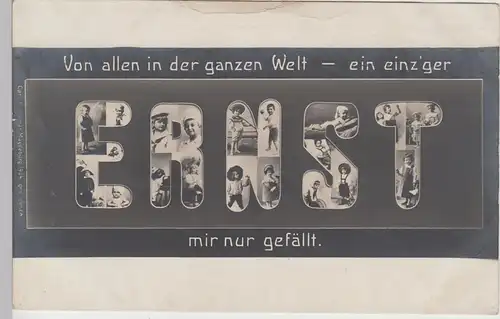 Von allen in der ganzen Welt — ein einz'ger
ERNST
mir nur gefällt.